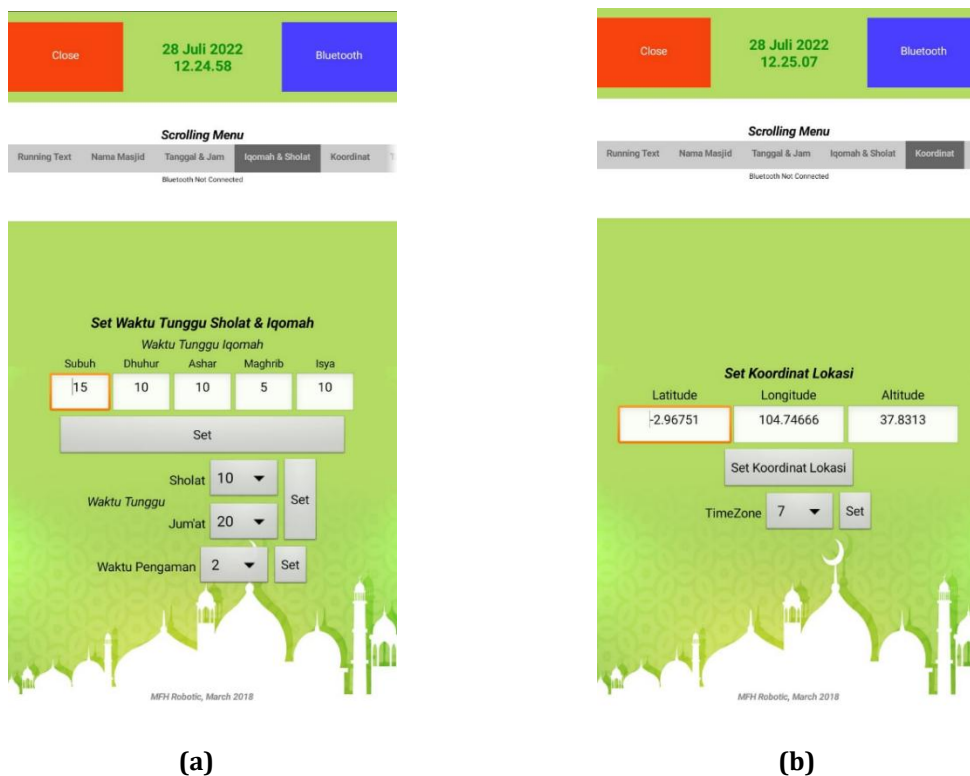 Close
28 Juli 2022
12.24.58
Bluetooth
Scrolling Menu
Running Text Nama Masjid Tanggal & Jam Iqomah & Sholat Koordinat T
Bluetooth Not Connected
Set Waktu Tunggu Sholat & Iqomah
Waktu Tunggu Iqomah
Subuh Dhuhur Ashar Maghrib Isya
15 10 10 5 10
Set
Sholat 10
Waktu Tunggu
Set
Jum'at 20
Waktu Pengaman 2 Set
MFH Robotic, March 2018
(a)
Close
28 Juli 2022
12.25.07
Bluetooth
Scrolling Menu
Running Text Nama Masjid Tanggal & Jam Iqomah & Sholat Koordinat
Bluetooth Not Connected
Set Koordinat Lokasi
Latitude Longitude Altitude
-2.96751 104.74666 37.8313
Set Koordinat Lokasi
TimeZone 7 Set
MFH Robotic, March 2018
(b)